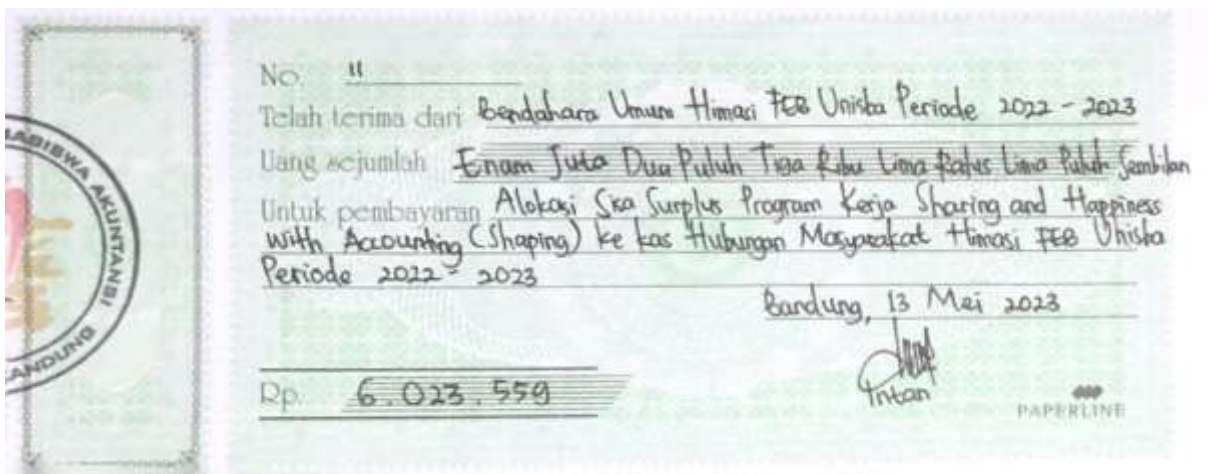 HASISWA AKUNTANSI
ANDUNG
No. 11
Telah terima dari Bendahara Umum Himasi FEB Unisba Periode 2022 - 2023
Uang sejumlah Enam Juta Dua Puluh Tiga Ribu Lima Ratus Lima Puluh Sembilan
Untuk pembayaran Alokasi Sisa Surplus Program Kerja Sharing and Happiness
With Accounting (Shaping) ke kas Hubungan Masyarakat Himasi FEB Unisba
Periode 2022 - 2023
Bandung, 13 Mei 2023
Intan
Rp. 6.023.559
PAPERLINE